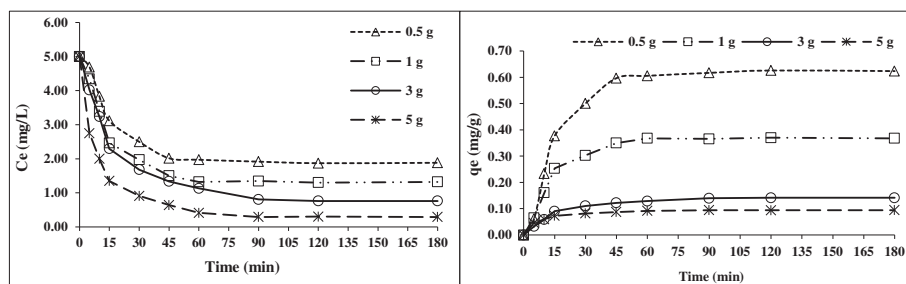 Ce (mg/L)
6.00
5.00
4.00
3.00
2.00
1.00
0.00
0.5 g
1 g
3 g
5 g
0 15 30 45 60 75 90 105 120 135 150 165 180
Time (min)
qe (mg/g)
0.70
0.60
0.50
0.40
0.30
0.20
0.10
0.00
0.5 g 1 g 3 g 5 g
0 15 30 45 60 75 90 105 120 135 150 165 180
Time (min)